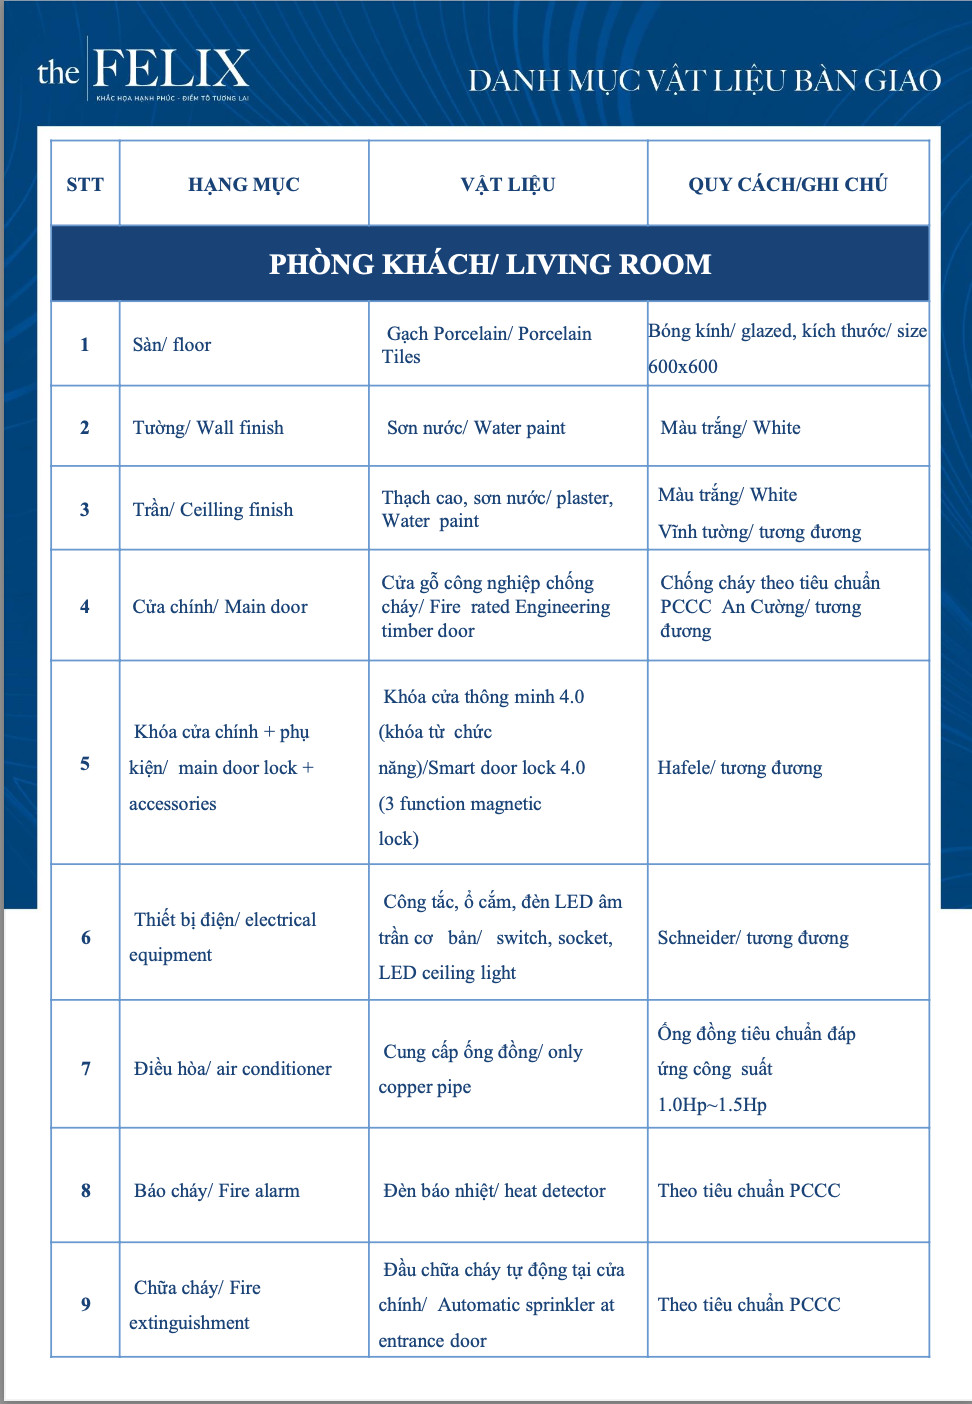 the FELIX
KHẮC HỌA HẠNH PHÚC - ĐIỂM TÔ TƯƠNG LAI
DANH MỤC VẬT LIỆU BÀN GIAO
STT
HẠNG MỤC
VẬT LIỆU
QUY CÁCH/GHI CHÚ
PHÒNG KHÁCH/ LIVING ROOM
1
Sàn/ floor
Gạch Porcelain/ Porcelain
Tiles
Bóng kính/ glazed, kích thước/ size
600x600
2
Tường/ Wall finish
Sơn nước/ Water paint
Màu trắng/ White
3
Trần/ Ceilling finish
Thạch cao, sơn nước/ plaster,
Water paint
Màu trắng/ White
Vĩnh tường/ tương đương
4
Cửa chính/ Main door
Cửa gỗ công nghiệp chống
cháy/ Fire rated Engineering
timber door
Chống cháy theo tiêu chuẩn
PCCC An Cường/ tương
đương
5
Khóa cửa chính + phụ
kiện/ main door lock +
accessories
Khóa cửa thông minh 4.0
(khóa từ chức
năng)/Smart door lock 4.0
(3 function magnetic
lock)
Hafele/ tương đương
6
Thiết bị điện/ electrical
equipment
Công tắc, ổ cắm, đèn LED âm
trần cơ bản/ switch, socket,
LED ceiling light
Schneider/ tương đương
7
Điều hòa/ air conditioner
Cung cấp ống đồng/ only
copper pipe
Ống đồng tiêu chuẩn đáp
ứng công suất
1.0Hp~1.5Hp
8
Báo cháy/ Fire alarm
Đèn báo nhiệt/ heat detector
Theo tiêu chuẩn PCCC
9
Chữa cháy/ Fire
extinguishment
Đầu chữa cháy tự động tại cửa
chính/ Automatic sprinkler at
entrance door
Theo tiêu chuẩn PCCC